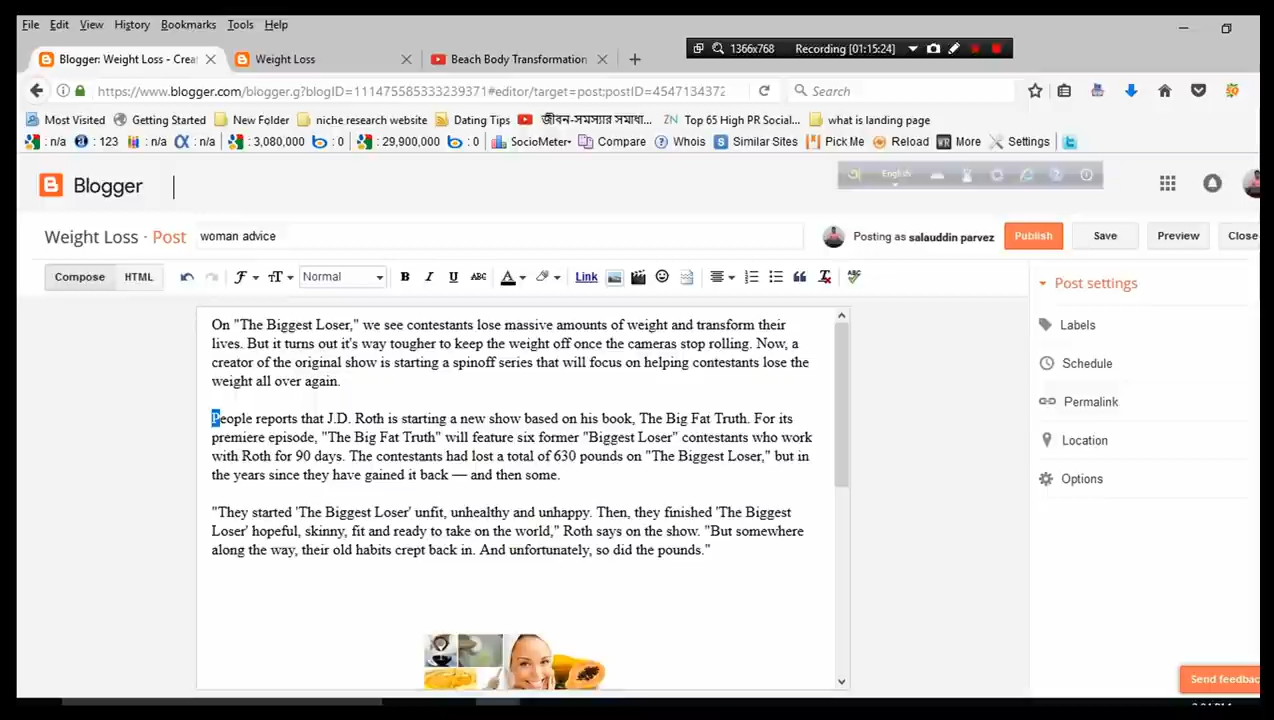 File Edit View History Bookmarks Tools Help
1366x768 Recording [01:15:24]
Blogger: Weight Loss - Crea Weight Loss Beach Body Transformation
https://www.blogger.com/blogger.g?blogID=111475585333239371#editor/target=post;postID=4547134372 Search
Most Visited Getting Started New Folder niche research website Dating Tips জীবন-সমস্যার সমাধা... ZN Top 65 High PR Social... what is landing page
: n/a : 123 : n/a : 3,080,000 : 0 : 29,900,000 : 0 SocioMeter Compare Whois Similar Sites Pick Me Reload WR More Settings
Blogger English
Weight Loss · Post woman advice Posting as salauddin parvez Publish Save Preview Close
Compose HTML Normal B I U ABC A Link ABC
Post settings
Labels
Schedule
Permalink
Location
Options
On "The Biggest Loser," we see contestants lose massive amounts of weight and transform their
lives. But it turns out it's way tougher to keep the weight off once the cameras stop rolling. Now, a
creator of the original show is starting a spinoff series that will focus on helping contestants lose the
weight all over again.
People reports that J.D. Roth is starting a new show based on his book, The Big Fat Truth. For its
premiere episode, "The Big Fat Truth" will feature six former "Biggest Loser" contestants who work
with Roth for 90 days. The contestants had lost a total of 630 pounds on "The Biggest Loser," but in
the years since they have gained it back — and then some.
"They started 'The Biggest Loser' unfit, unhealthy and unhappy. Then, they finished 'The Biggest
Loser' hopeful, skinny, fit and ready to take on the world," Roth says on the show. "But somewhere
along the way, their old habits crept back in. And unfortunately, so did the pounds."
Send feedbac